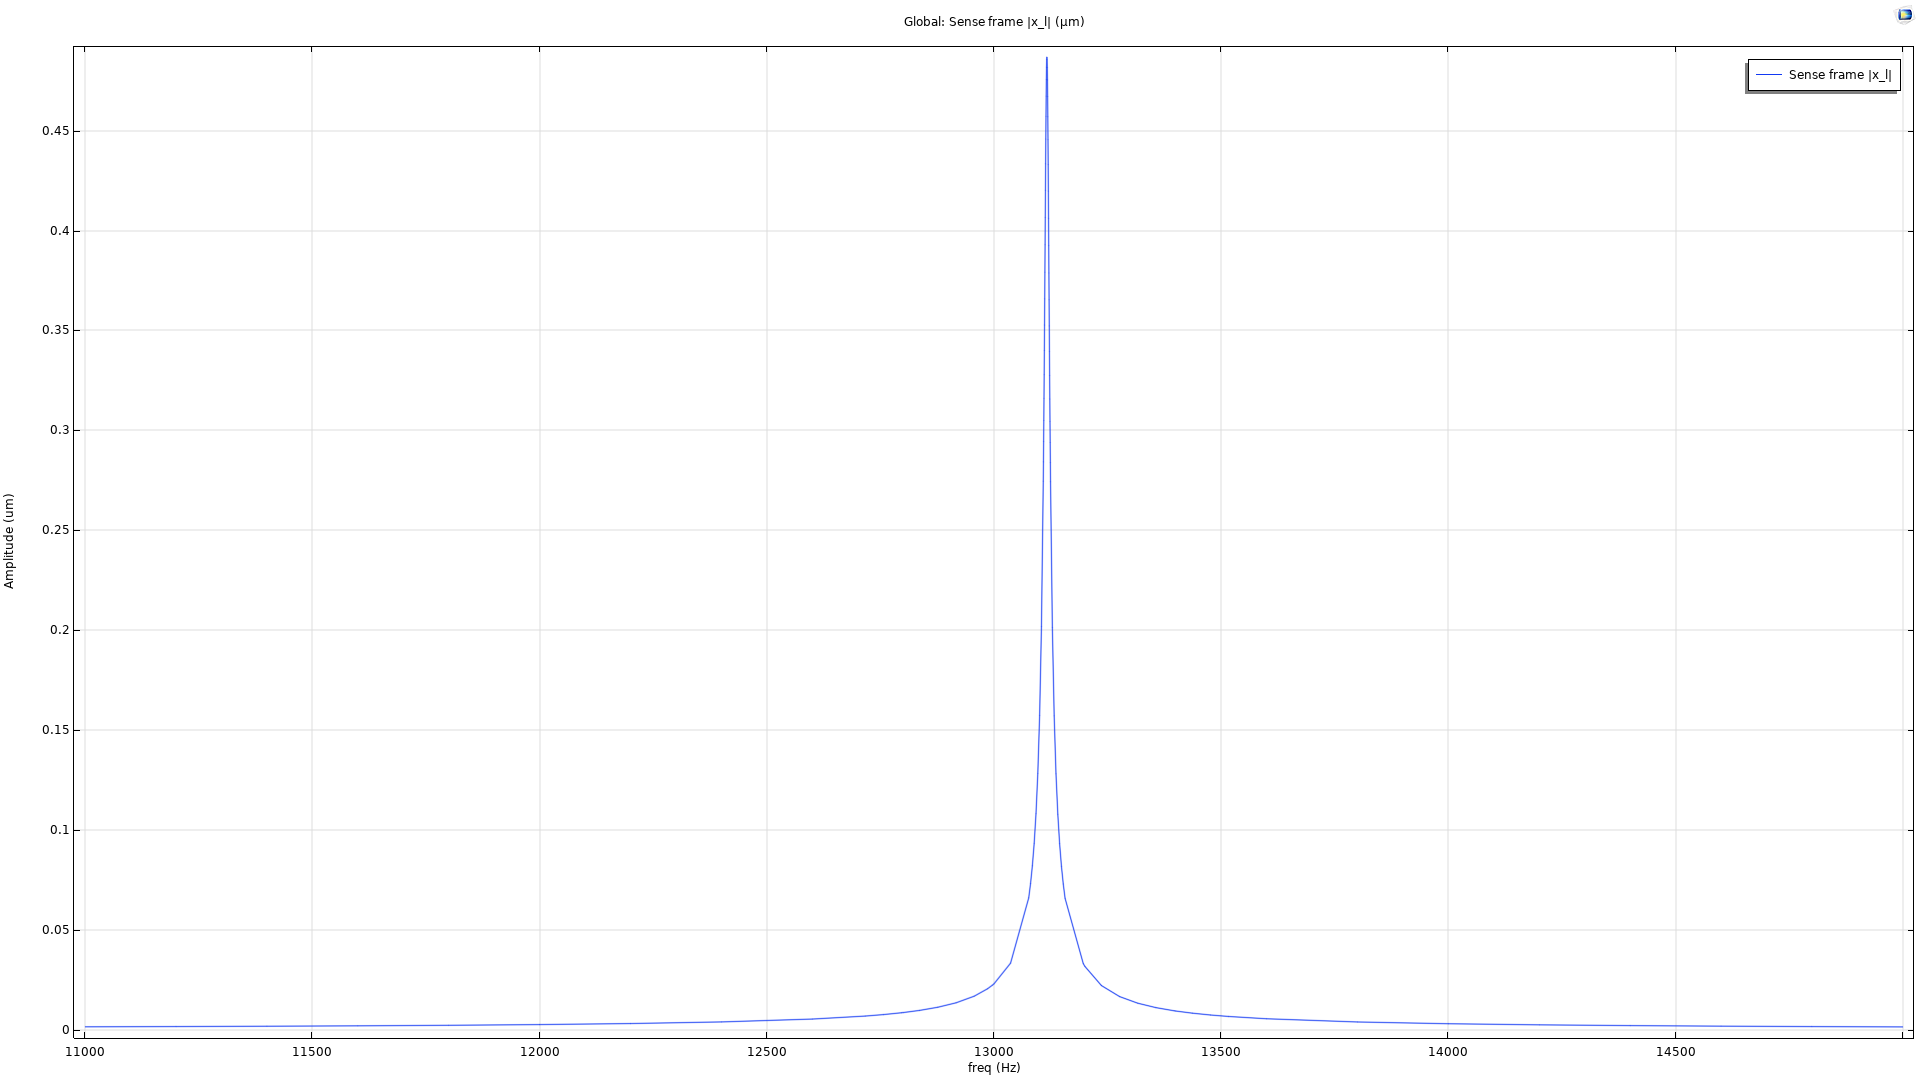 Global: Sense frame |x_l| (µm)
Sense frame |x_l|
0.45
0.4
0.35
0.3
0.25
0.2
0.15
0.1
0.05
0
Amplitude (um)
11000 11500 12000 12500 13000 13500 14000 14500
freq (Hz)